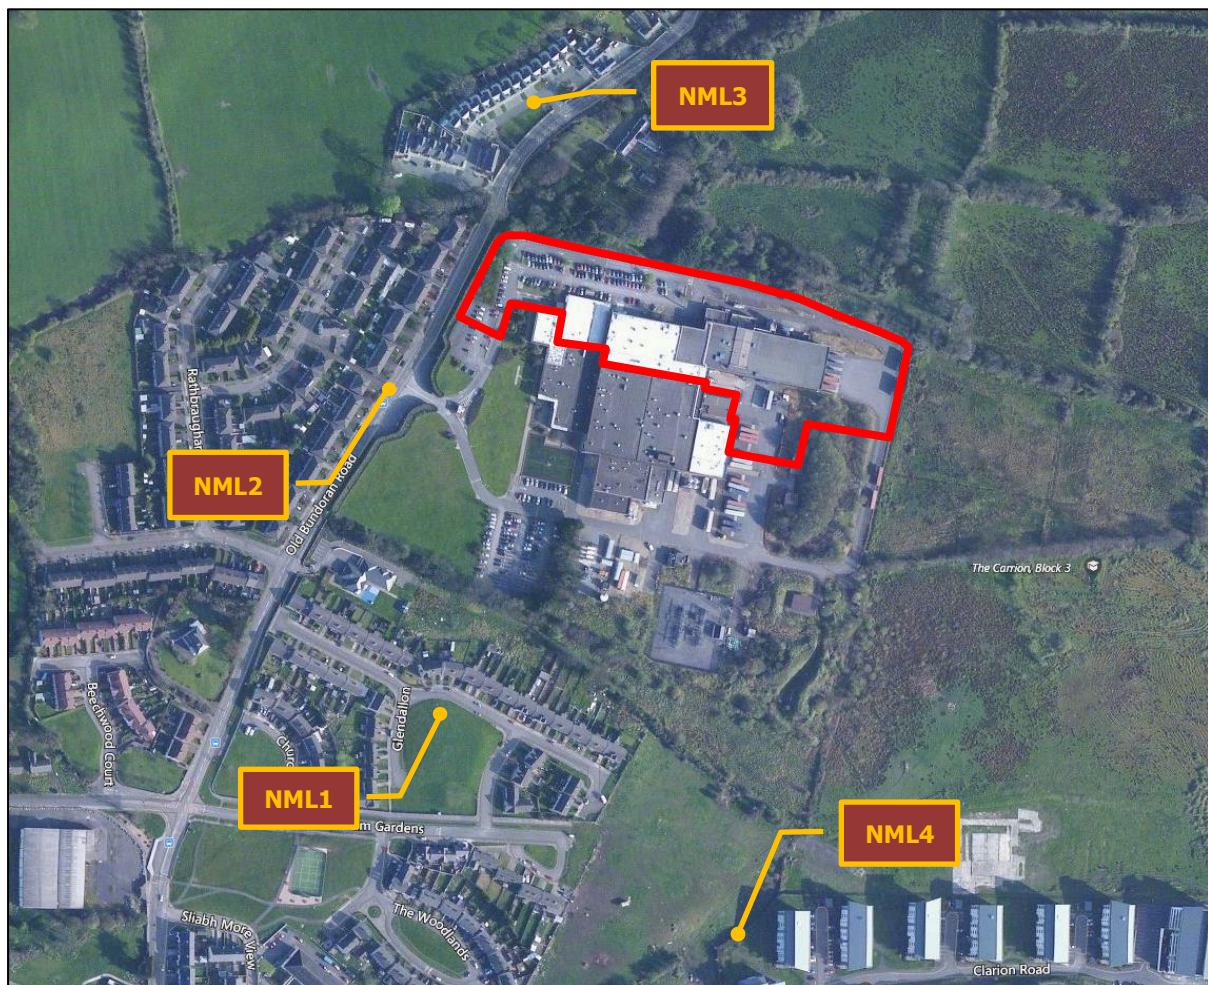 NML3
Rathbraughan
NML2
Old Bundoran Road
The Carrion, Block 3
Beechwood Court
Glendallon
NML1
NML4
The Woodlands
Sliabh More View
Clarion Road